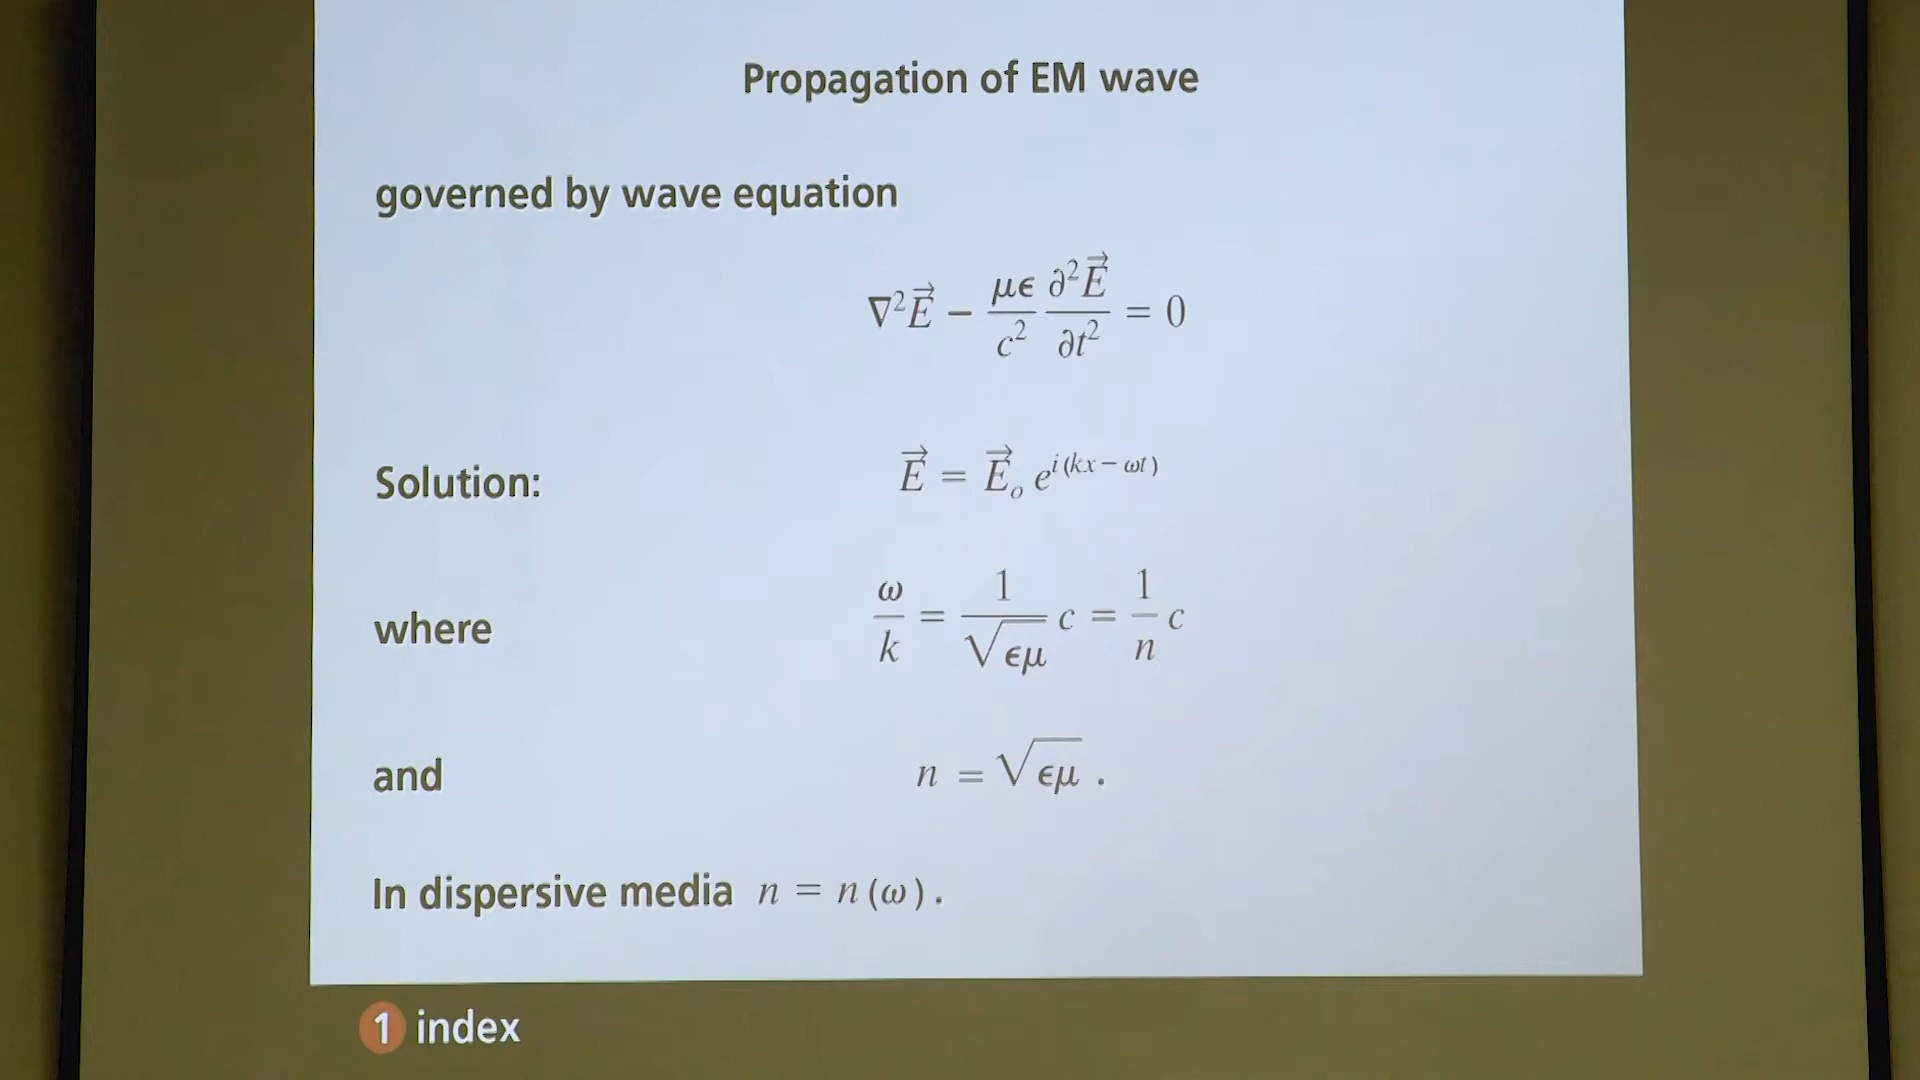 Propagation of EM wave
governed by wave equation
∇²E⃗ − (με/c²) (∂²E⃗/∂t²) = 0
Solution: E⃗ = E⃗ₒ e^{i(kx − ωt)}
where ω/k = (1/√(εμ)) c = (1/n) c
and n = √(εμ) .
In dispersive media n = n(ω).
1 index